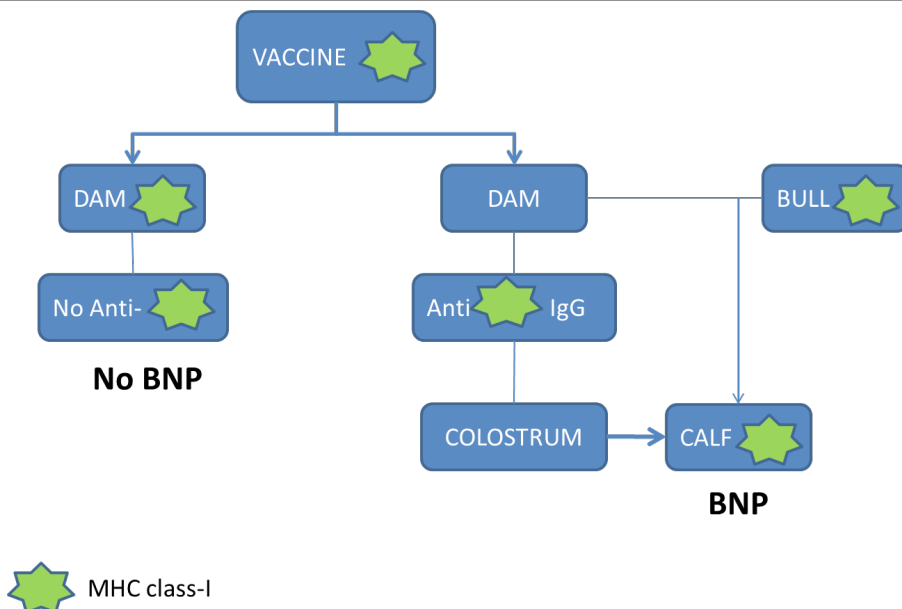 VACCINE
DAM
DAM
BULL
No Anti-
Anti IgG
No BNP
COLOSTRUM
CALF
BNP
MHC class-I